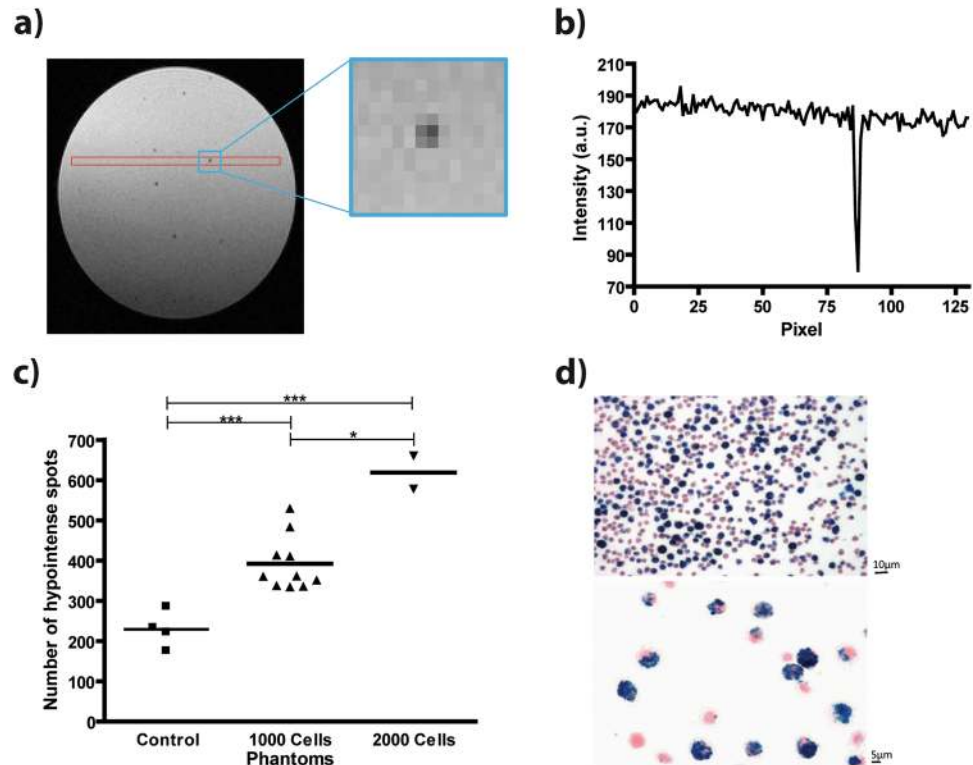 a)
b)
210
190
170
150
130
110
90
70
Intensity (a.u.)
0 25 50 75 100 125
Pixel
c)
***
***
*
700
600
500
400
300
200
100
0
Number of hypointense spots
Control 1000 Cells 2000 Cells
Phantoms
d)
10µm
5µm